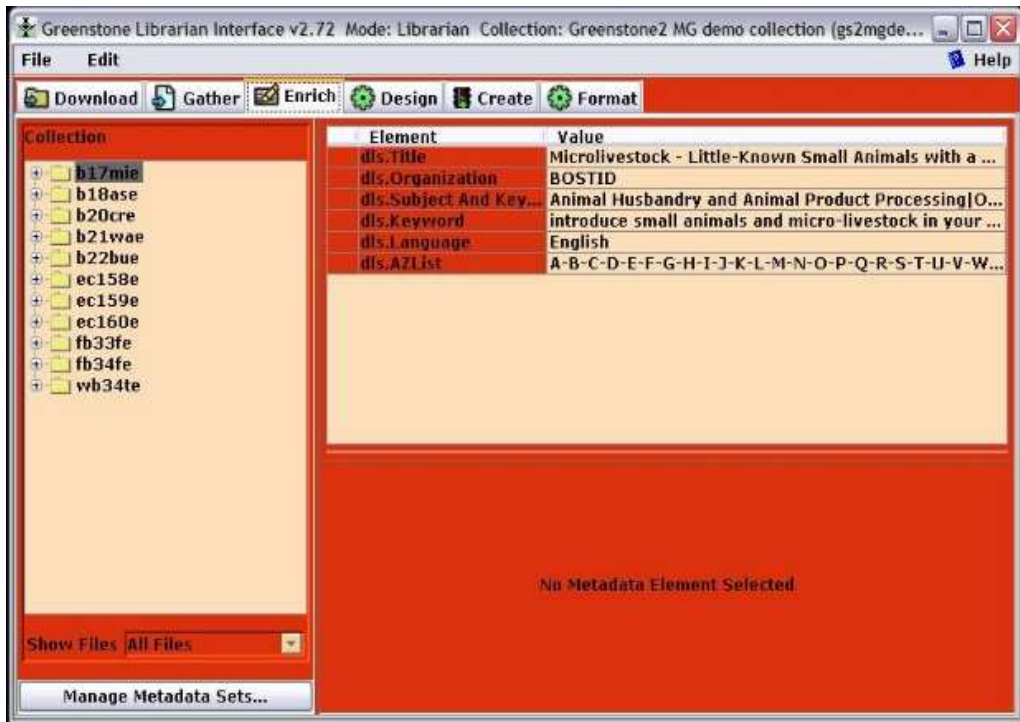 Greenstone Librarian Interface v2.72 Mode: Librarian Collection: Greenstone2 MG demo collection (gs2mgde...
File Edit Help
Download Gather Enrich Design Create Format
Collection
b17mie
b18ase
b20cre
b21wae
b22bue
ec158e
ec159e
ec160e
fb33fe
fb34fe
wb34te
Show Files All Files
Manage Metadata Sets...
Element Value
dls.Title Microlivestock - Little-Known Small Animals with a ...
dls.Organization BOSTID
dls.Subject And Key... Animal Husbandry and Animal Product Processing|O...
dls.Keyword introduce small animals and micro-livestock in your ...
dls.Language English
dls.AZList A-B-C-D-E-F-G-H-I-J-K-L-M-N-O-P-Q-R-S-T-U-V-W...
No Metadata Element Selected